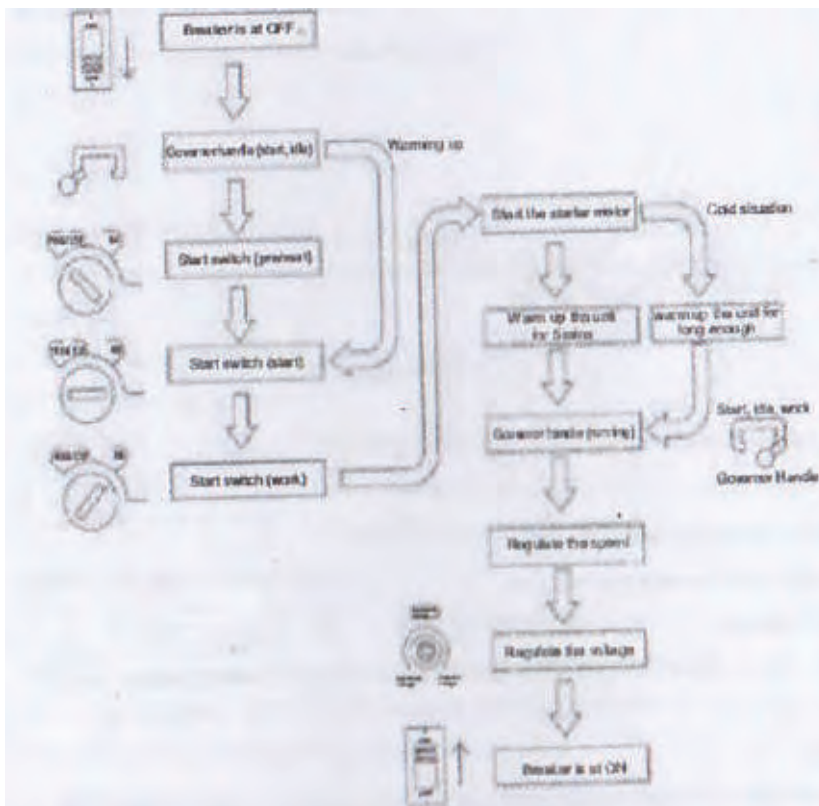 Breaker is at OFF
Governor handle (start, idle)
Warming up
Start switch (preheat)
Start switch (start)
Start switch (work)
Start the starter motor
Cold situation
Warm up the unit
for 5mins
warm up the unit for
long enough
Governor handle (running)
Start, idle, work
Governor Handle
Regulate the speed
Regulate the voltage
Breaker is at ON